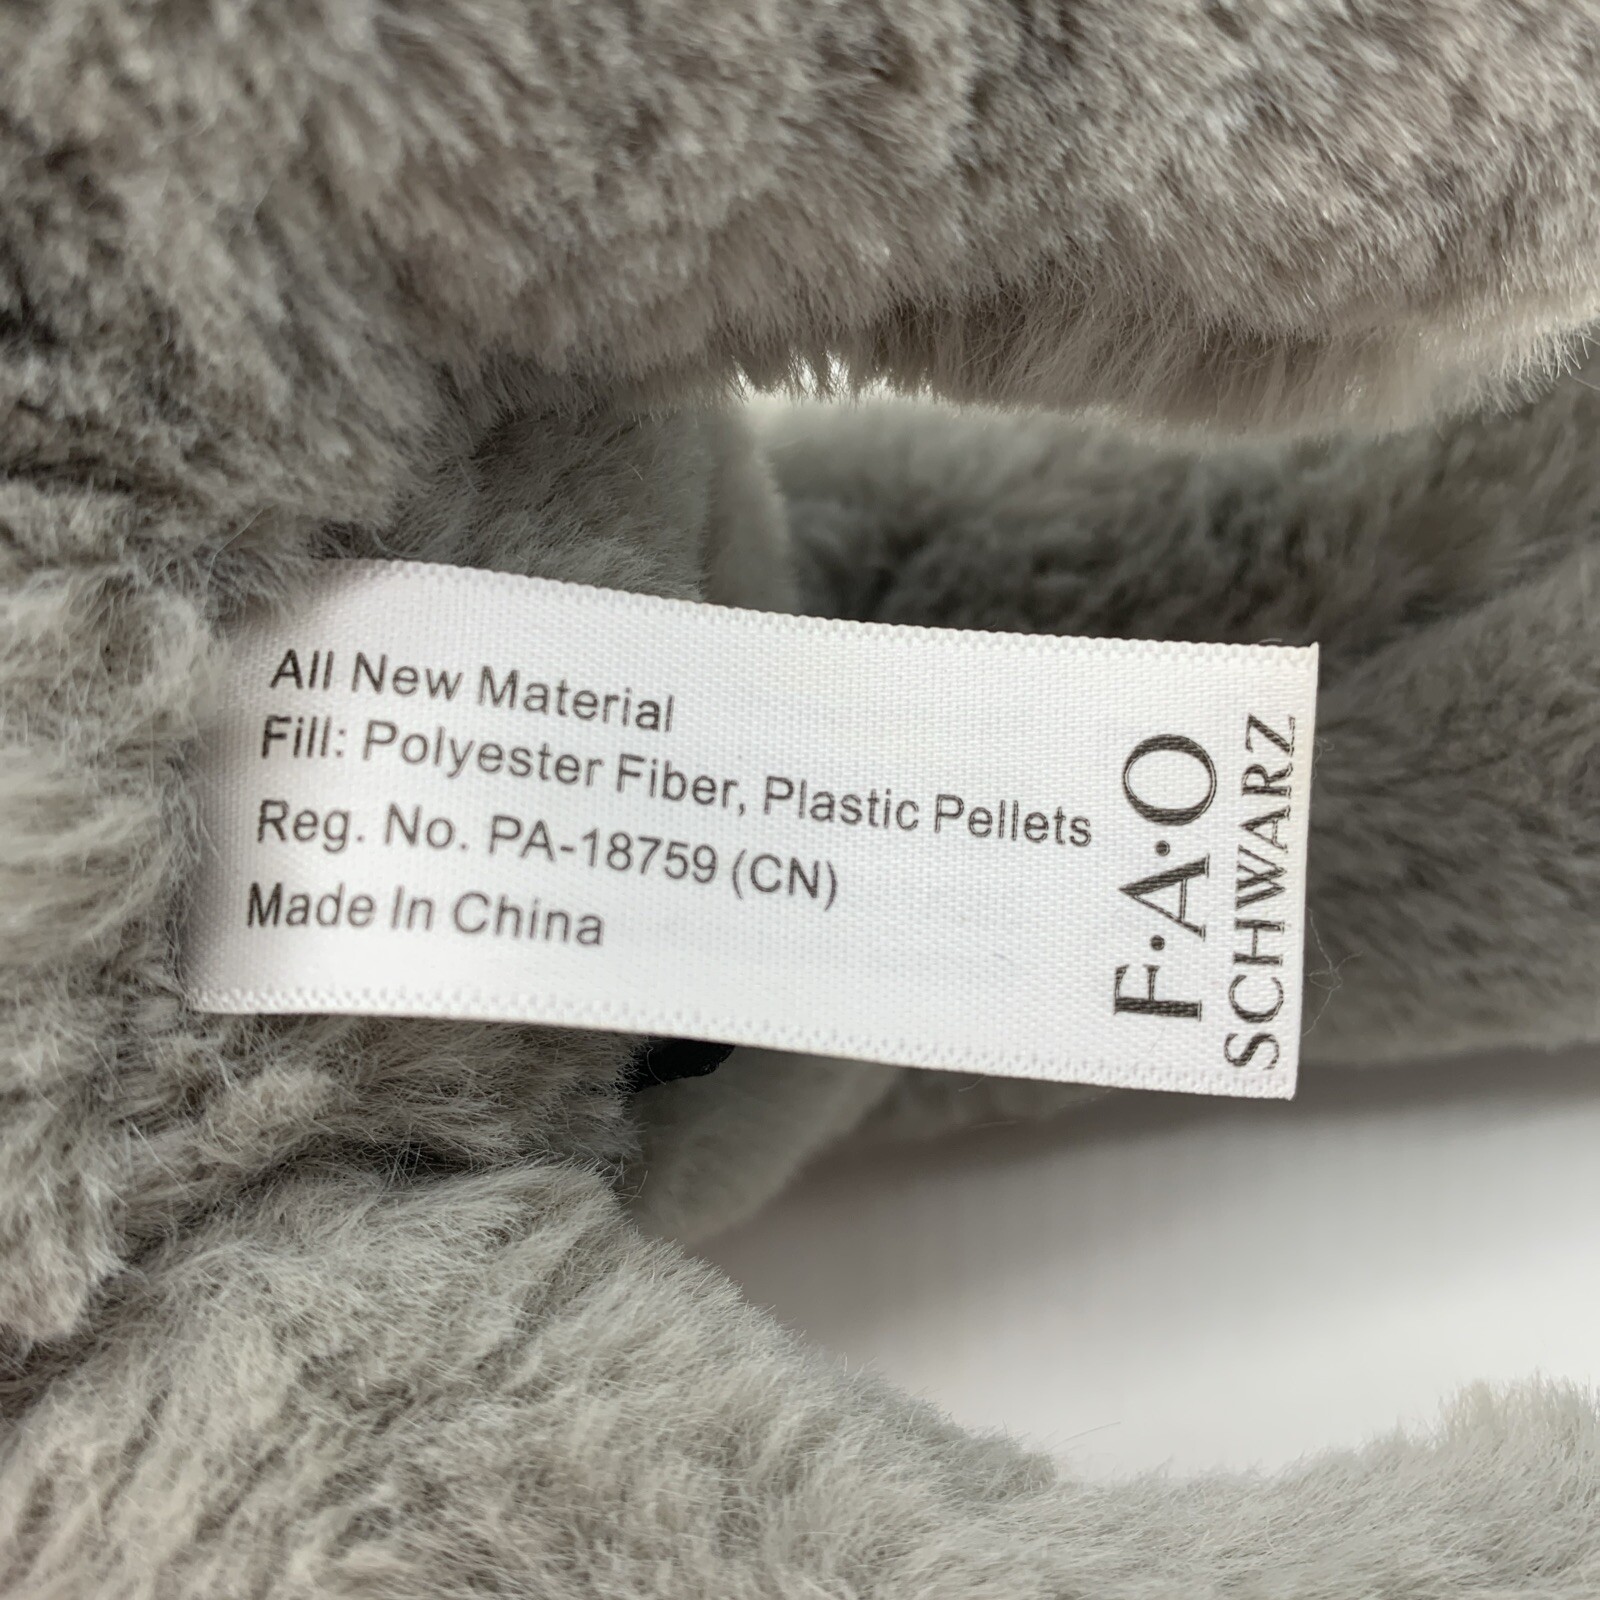 All New Material
Fill: Polyester Fiber, Plastic Pellets
Reg. No. PA-18759 (CN)
Made In China
F·A·O
SCHWARZ